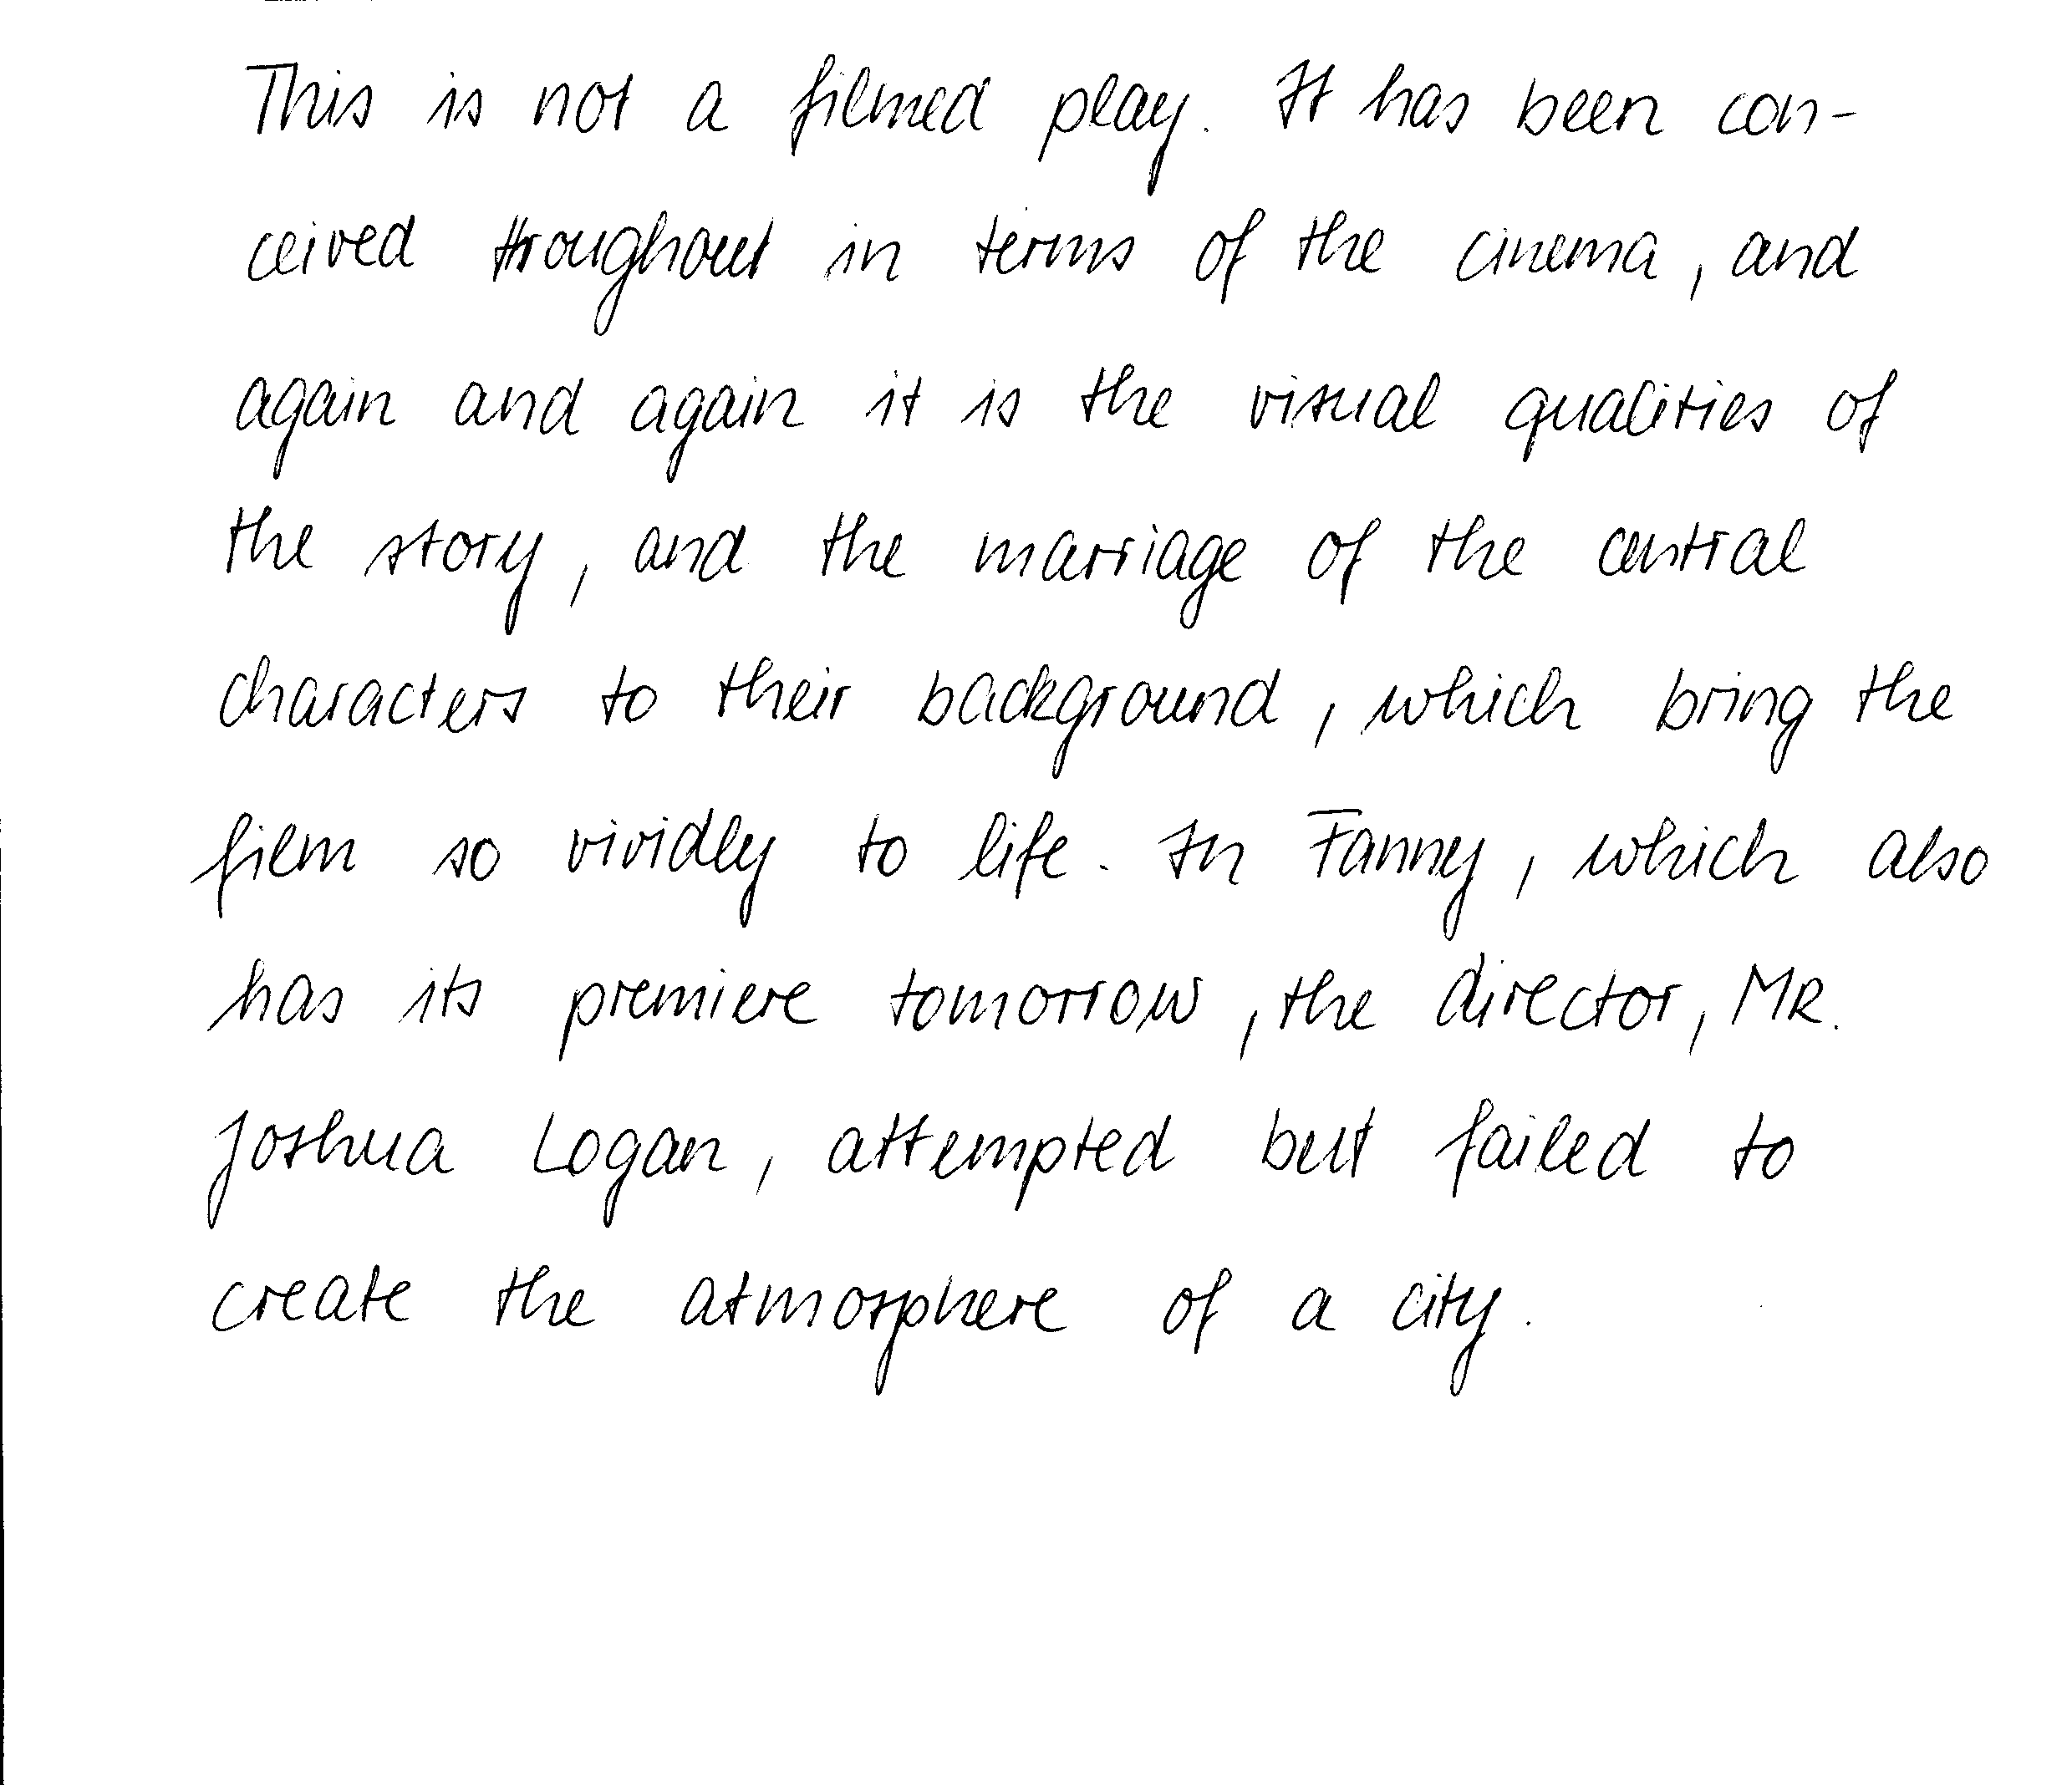 This is not a filmed play. It has been con-
ceived throughout in terms of the cinema, and
again and again it is the visual qualities of
the story, and the marriage of the central
characters to their background, which bring the
film so vividly to life. In Fanny, which also
has its premiere tomorrow, the director, MR.
Joshua Logan, attempted but failed to
create the atmosphere of a city.